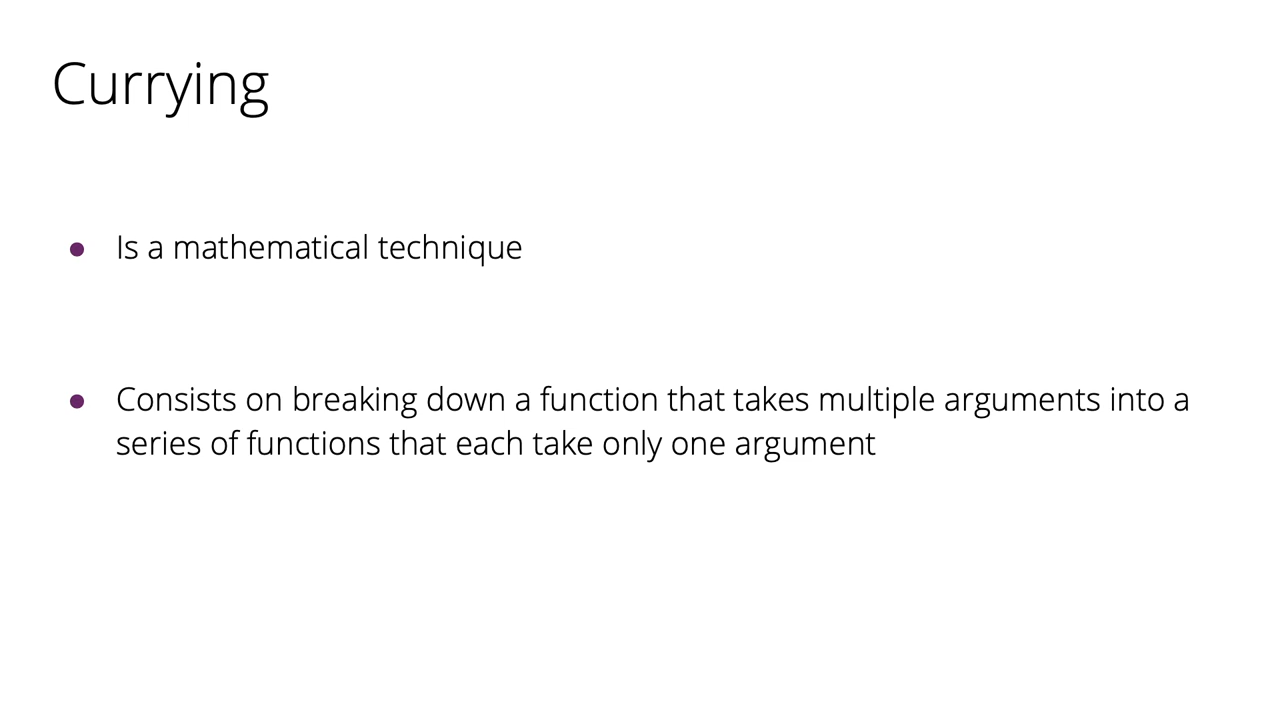 Currying
● Is a mathematical technique
● Consists on breaking down a function that takes multiple arguments into a
series of functions that each take only one argument